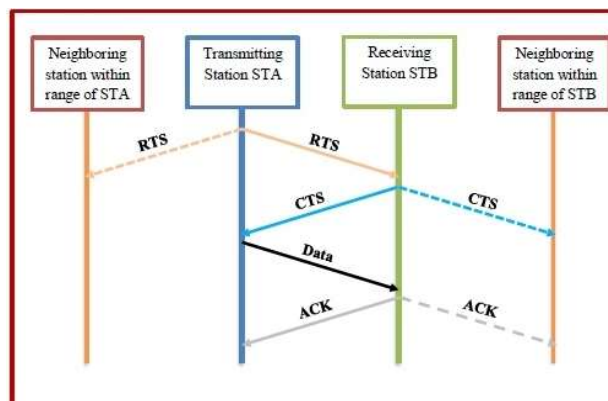 Neighboring
station within
range of STA
Transmitting
Station STA
Receiving
Station STB
Neighboring
station within
range of STB
RTS
RTS
CTS
CTS
Data
ACK
ACK